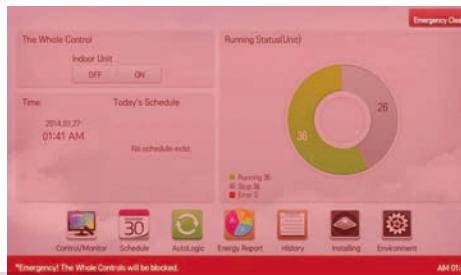 Emergency Clea
The Whole Control
Indoor Unit
OFF ON
Running Status(Unit)
26
36
Running 36
Stop 36
Error 0
Time
Today's Schedule
2014.03.27
01:41 AM
No schedule exist.
30
Control/Monitor Schedule AutoLogic Energy Report History Installing Environment
*Emergency! The Whole Controls will be blocked.
AM 01: